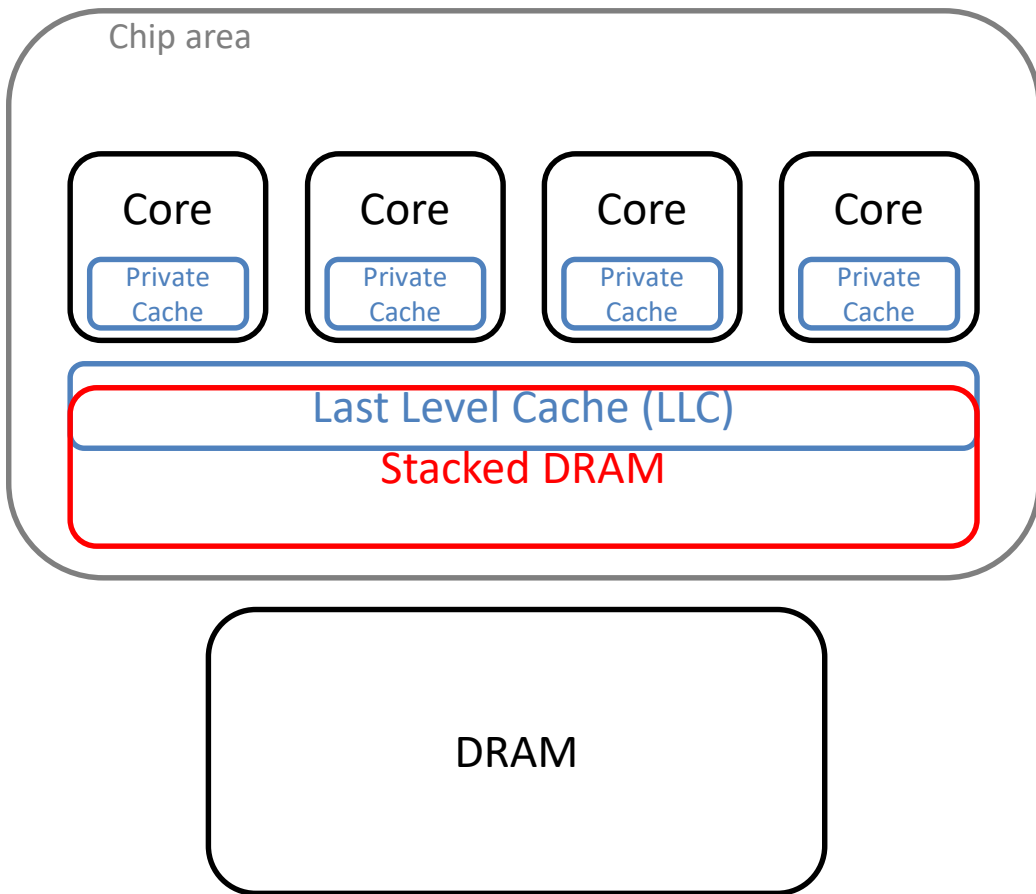 Chip area
Core
Core
Core
Core
Private
Cache
Private
Cache
Private
Cache
Private
Cache
Last Level Cache (LLC)
Stacked DRAM
DRAM